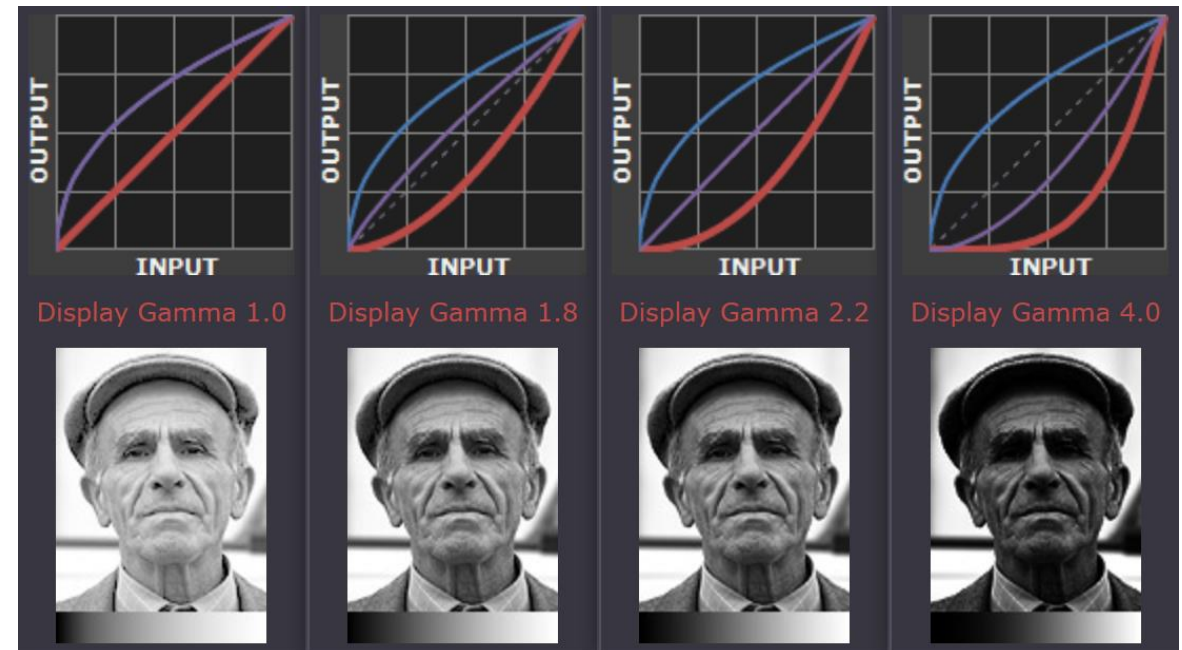 OUTPUT
INPUT
Display Gamma 1.0
OUTPUT
INPUT
Display Gamma 1.8
OUTPUT
INPUT
Display Gamma 2.2
OUTPUT
INPUT
Display Gamma 4.0